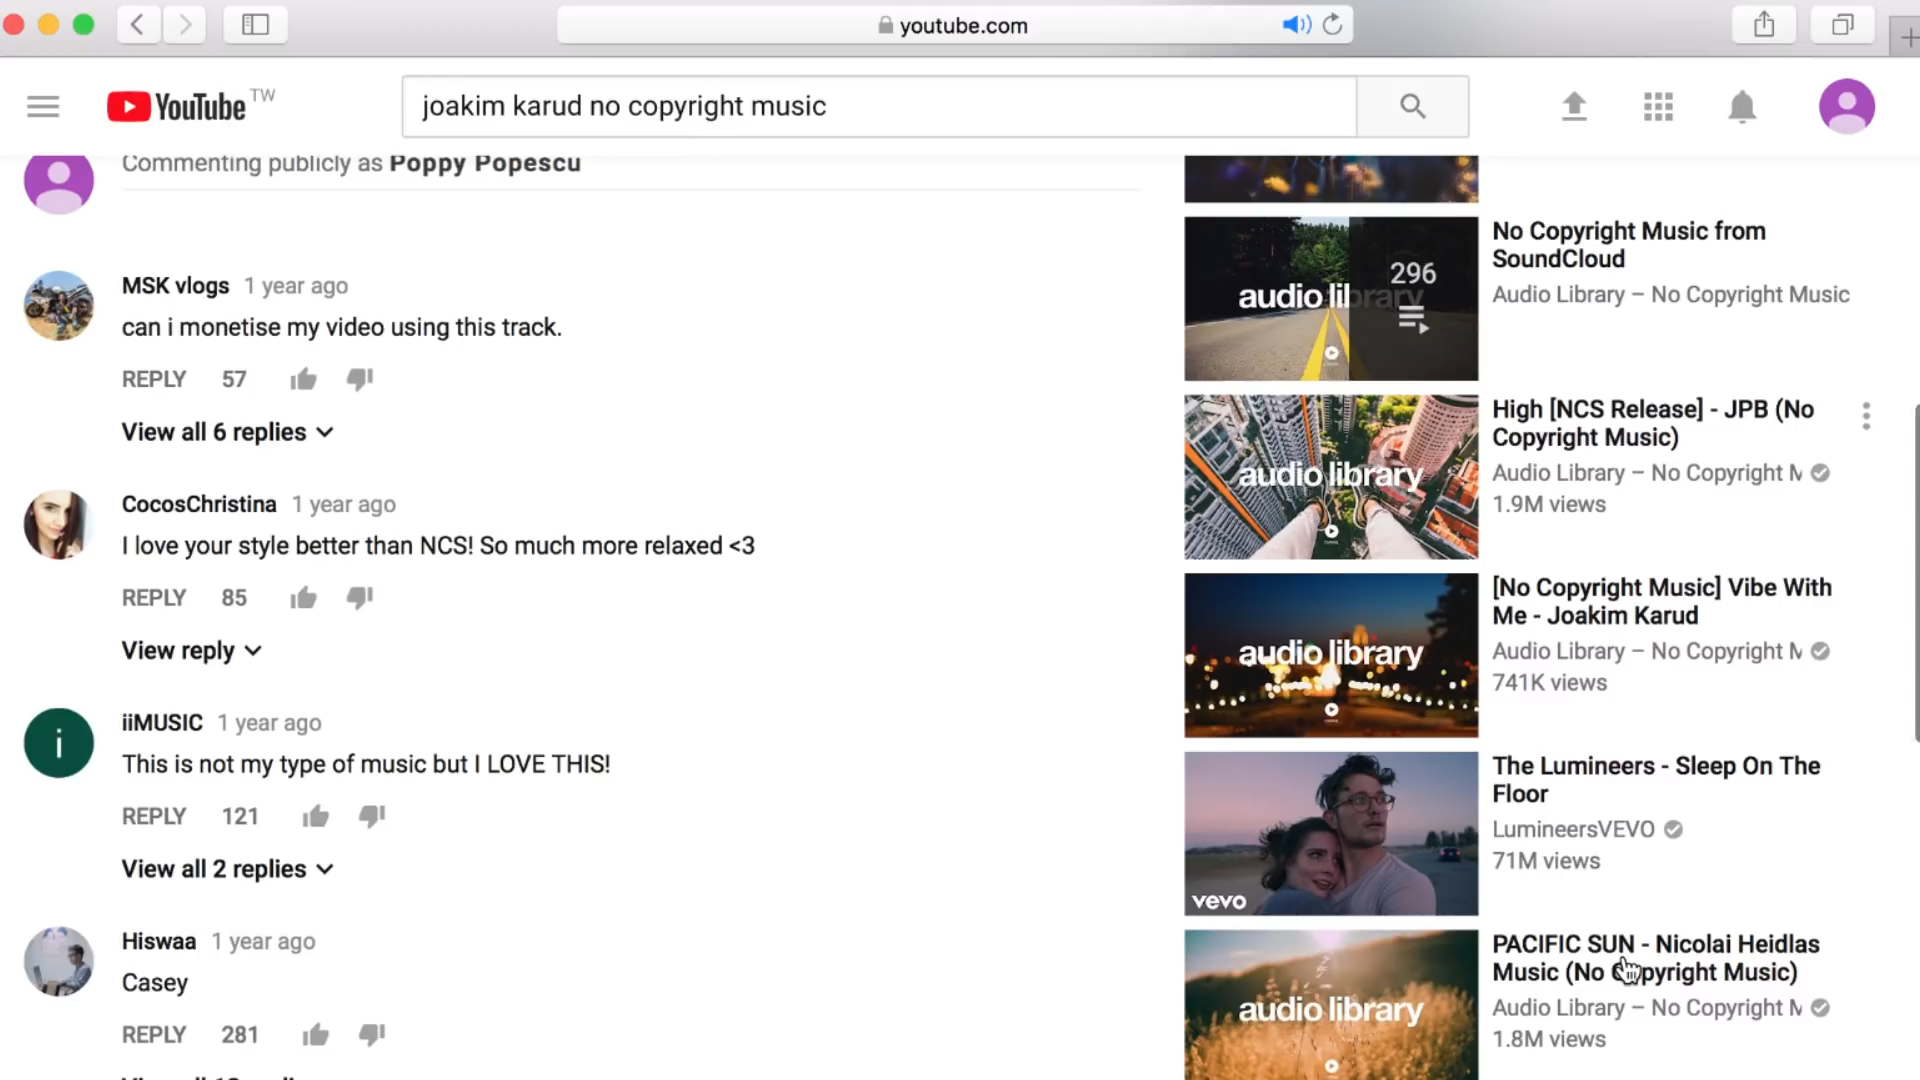 youtube.com
YouTube TW
joakim karud no copyright music
Commenting publicly as Poppy Popescu
MSK vlogs 1 year ago
can i monetise my video using this track.
REPLY 57
View all 6 replies
CocosChristina 1 year ago
I love your style better than NCS! So much more relaxed <3
REPLY 85
View reply
i
iiMUSIC 1 year ago
This is not my type of music but I LOVE THIS!
REPLY 121
View all 2 replies
Hiswaa 1 year ago
Casey
REPLY 281
audio library
296
No Copyright Music from
SoundCloud
Audio Library – No Copyright Music
audio library
High [NCS Release] - JPB (No
Copyright Music)
Audio Library – No Copyright M
1.9M views
audio library
[No Copyright Music] Vibe With
Me - Joakim Karud
Audio Library – No Copyright M
741K views
vevo
The Lumineers - Sleep On The
Floor
LumineersVEVO
71M views
audio library
PACIFIC SUN - Nicolai Heidlas
Music (No Copyright Music)
Audio Library – No Copyright M
1.8M views